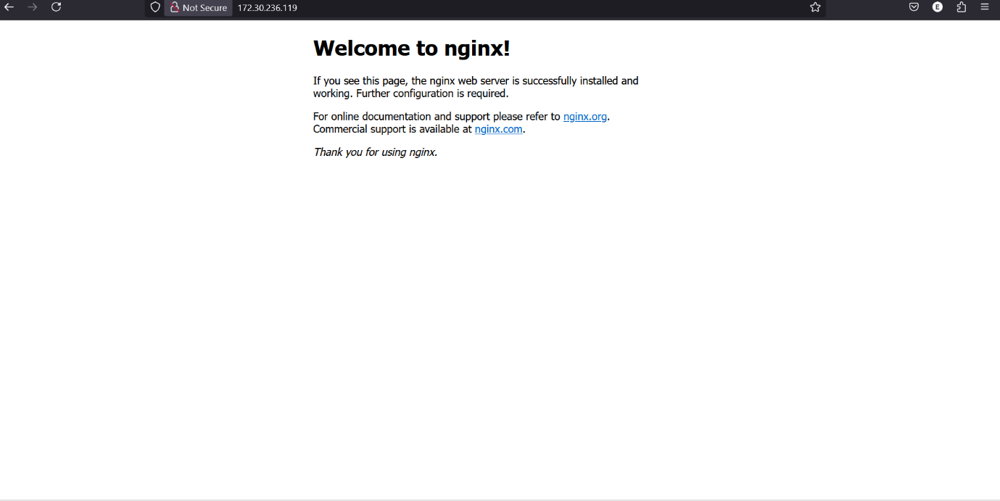 Not Secure 172.30.236.119
E
Welcome to nginx!
If you see this page, the nginx web server is successfully installed and
working. Further configuration is required.
For online documentation and support please refer to nginx.org.
Commercial support is available at nginx.com.
Thank you for using nginx.